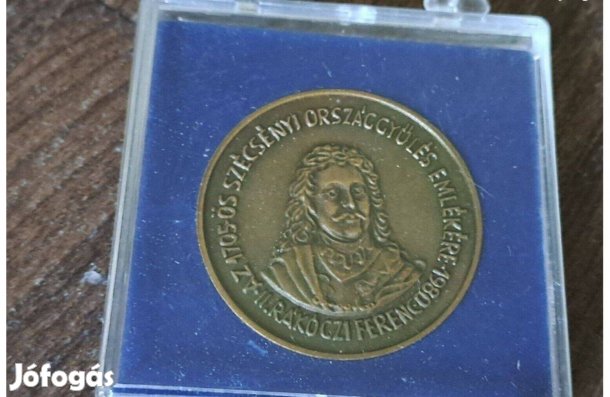 AZ 1705-ÖS SZÉCSÉNYI ORSZÁGGYŰLÉS EMLÉKÉRE 1980
II. RÁKÓCZI FERENC
Jófogás